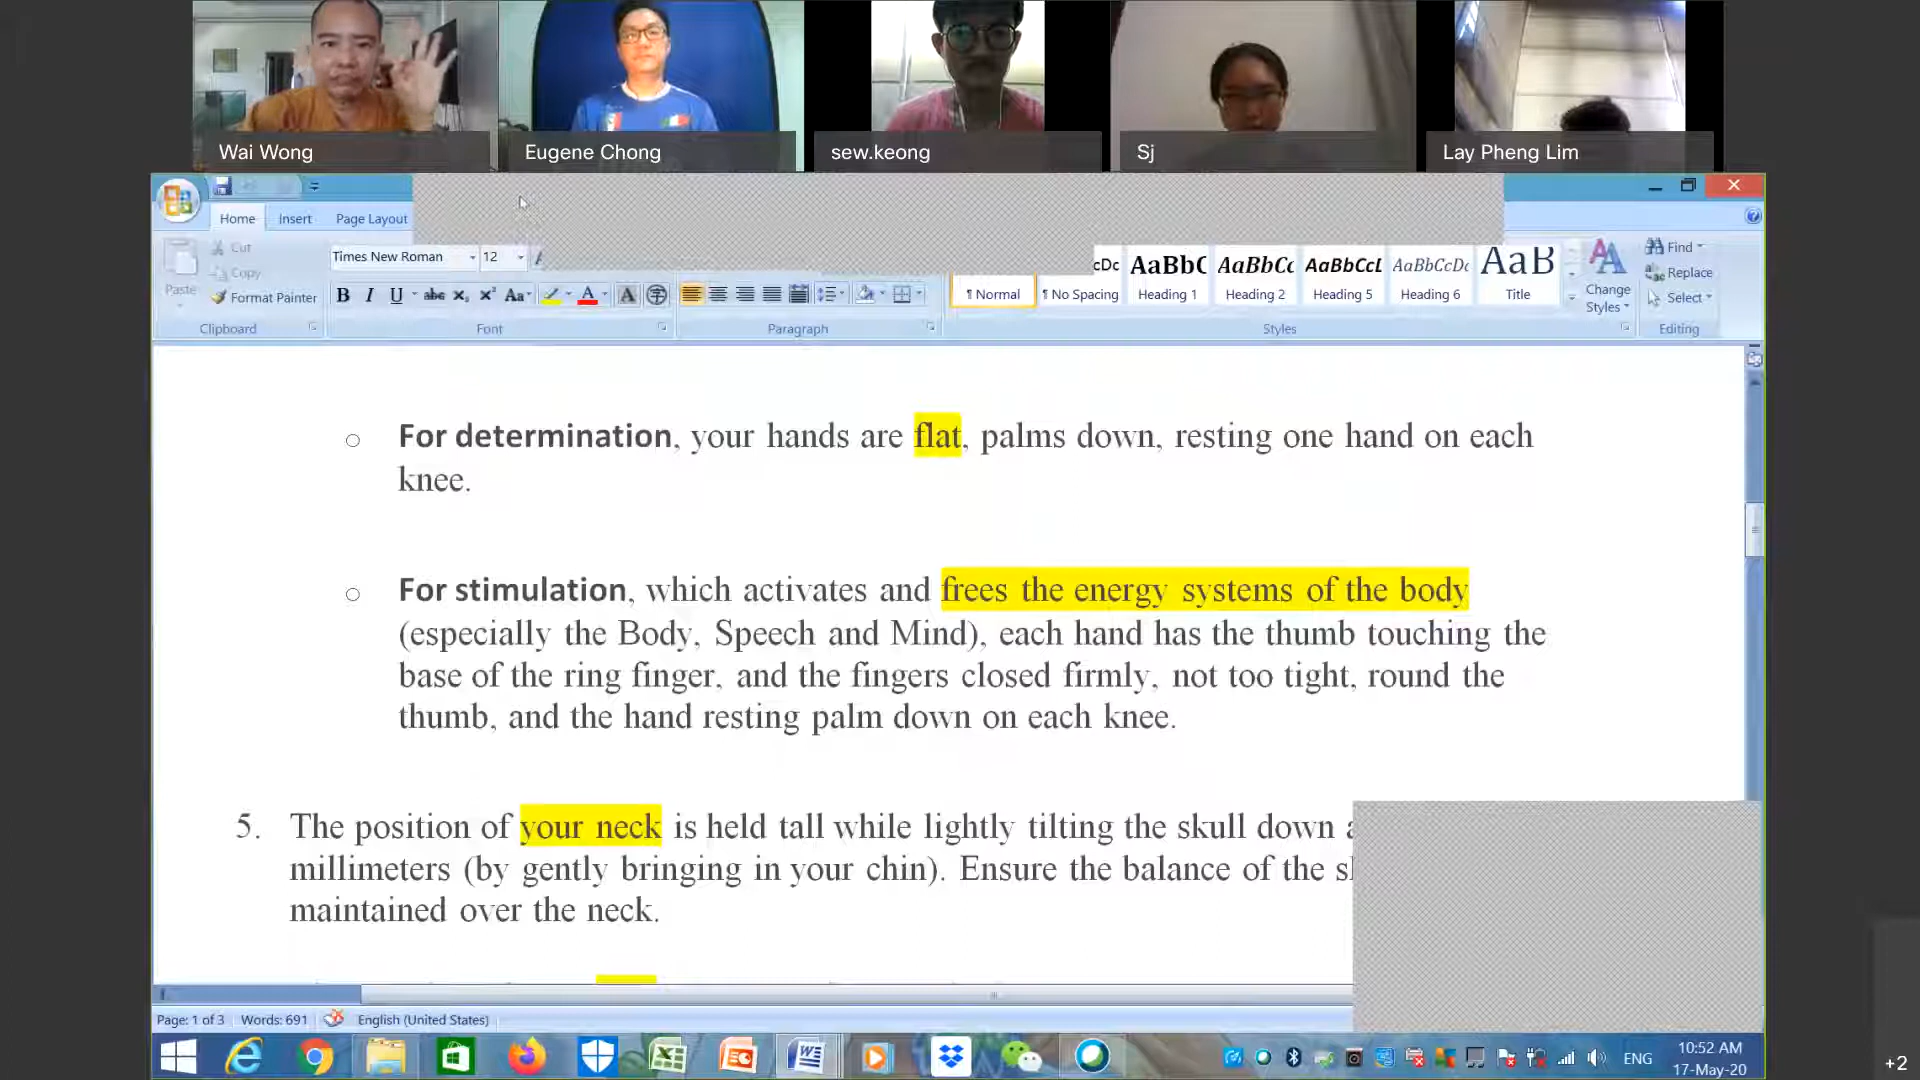 Wai Wong
Eugene Chong
sew.keong
Sj
Lay Pheng Lim
Home Insert Page Layout
Cut
Copy
Format Painter
Paste
Clipboard
Times New Roman 12
Font
Paragraph
AaBbC AaBbCc AaBbCcL AaBbCcDc AaB
¶ Normal ¶ No Spacing Heading 1 Heading 2 Heading 5 Heading 6 Title
Change
Styles
Styles
Find
Replace
Select
Editing
For determination, your hands are flat, palms down, resting one hand on each
knee.
For stimulation, which activates and frees the energy systems of the body
(especially the Body, Speech and Mind), each hand has the thumb touching the
base of the ring finger, and the fingers closed firmly, not too tight, round the
thumb, and the hand resting palm down on each knee.
5. The position of your neck is held tall while lightly tilting the skull down
millimeters (by gently bringing in your chin). Ensure the balance of the
maintained over the neck.
Page: 1 of 3 Words: 691 English (United States)
ENG
10:52 AM
17-May-20
+2